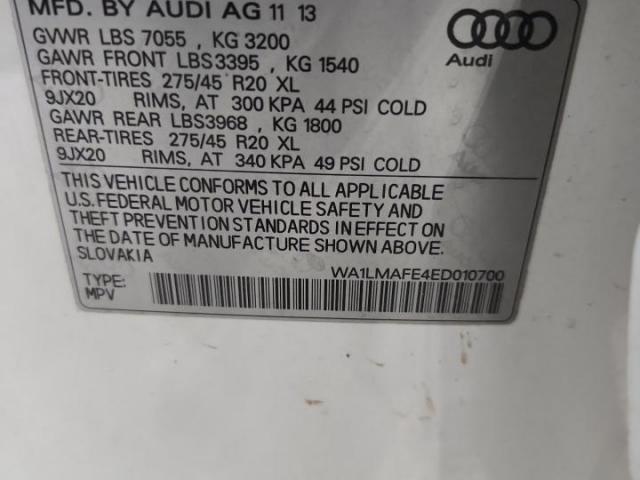 MFD. BY AUDI AG 11 13
GVWR LBS 7055 , KG 3200
GAWR FRONT LBS3395 , KG 1540
FRONT-TIRES 275/45 R20 XL
9JX20 RIMS, AT 300 KPA 44 PSI COLD
GAWR REAR LBS3968 , KG 1800
REAR-TIRES 275/45 R20 XL
9JX20 RIMS, AT 340 KPA 49 PSI COLD
Audi
THIS VEHICLE CONFORMS TO ALL APPLICABLE
U.S. FEDERAL MOTOR VEHICLE SAFETY AND
THEFT PREVENTION STANDARDS IN EFFECT ON
THE DATE OF MANUFACTURE SHOWN ABOVE.
SLOVAKIA
WA1LMAFE4ED010700
TYPE:
MPV